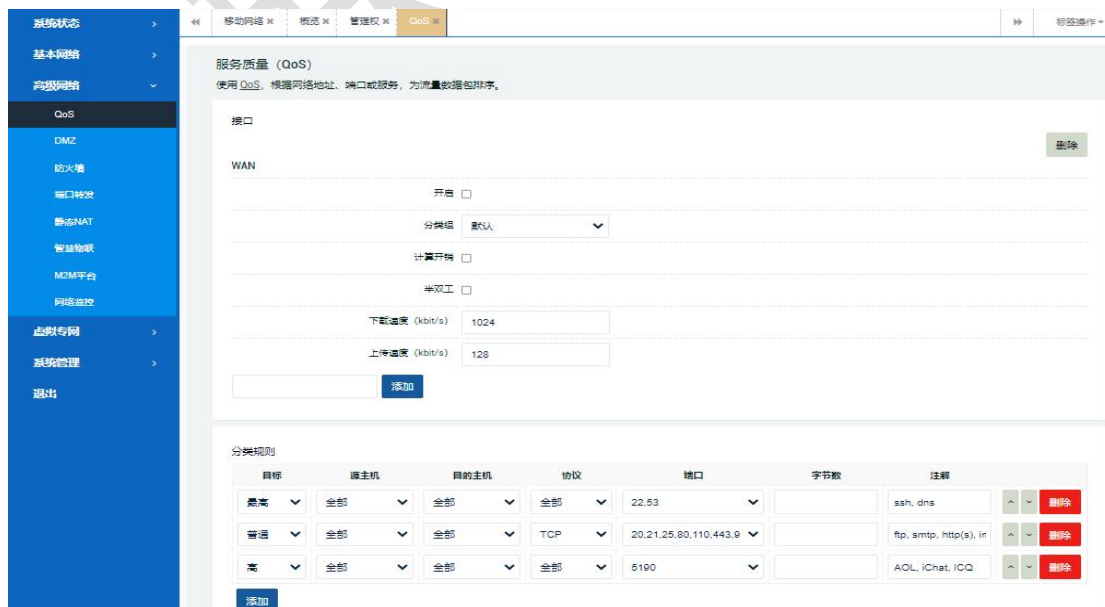 移动网络 概览 管理权 QoS 标签操作
系统状态
基本网络
高级网络
QoS
DMZ
防火墙
端口转发
静态NAT
智慧物联
M2M平台
网络监控
虚拟专网
系统管理
退出
服务质量（QoS）
使用 QoS，根据网络地址、端口或服务，为流量数据包排序。
接口
删除
WAN
开启
分类组 默认
计算开销
半双工
下载速度（kbit/s） 1024
上传速度（kbit/s） 128
添加
分类规则
目标 源主机 目的主机 协议 端口 字节数 注解
最高 全部 全部 全部 22,53 ssh, dns 删除
普通 全部 全部 TCP 20,21,25,80,110,443,9 ftp, smtp, http(s), im 删除
高 全部 全部 全部 5190 AOL, iChat, ICQ 删除
添加